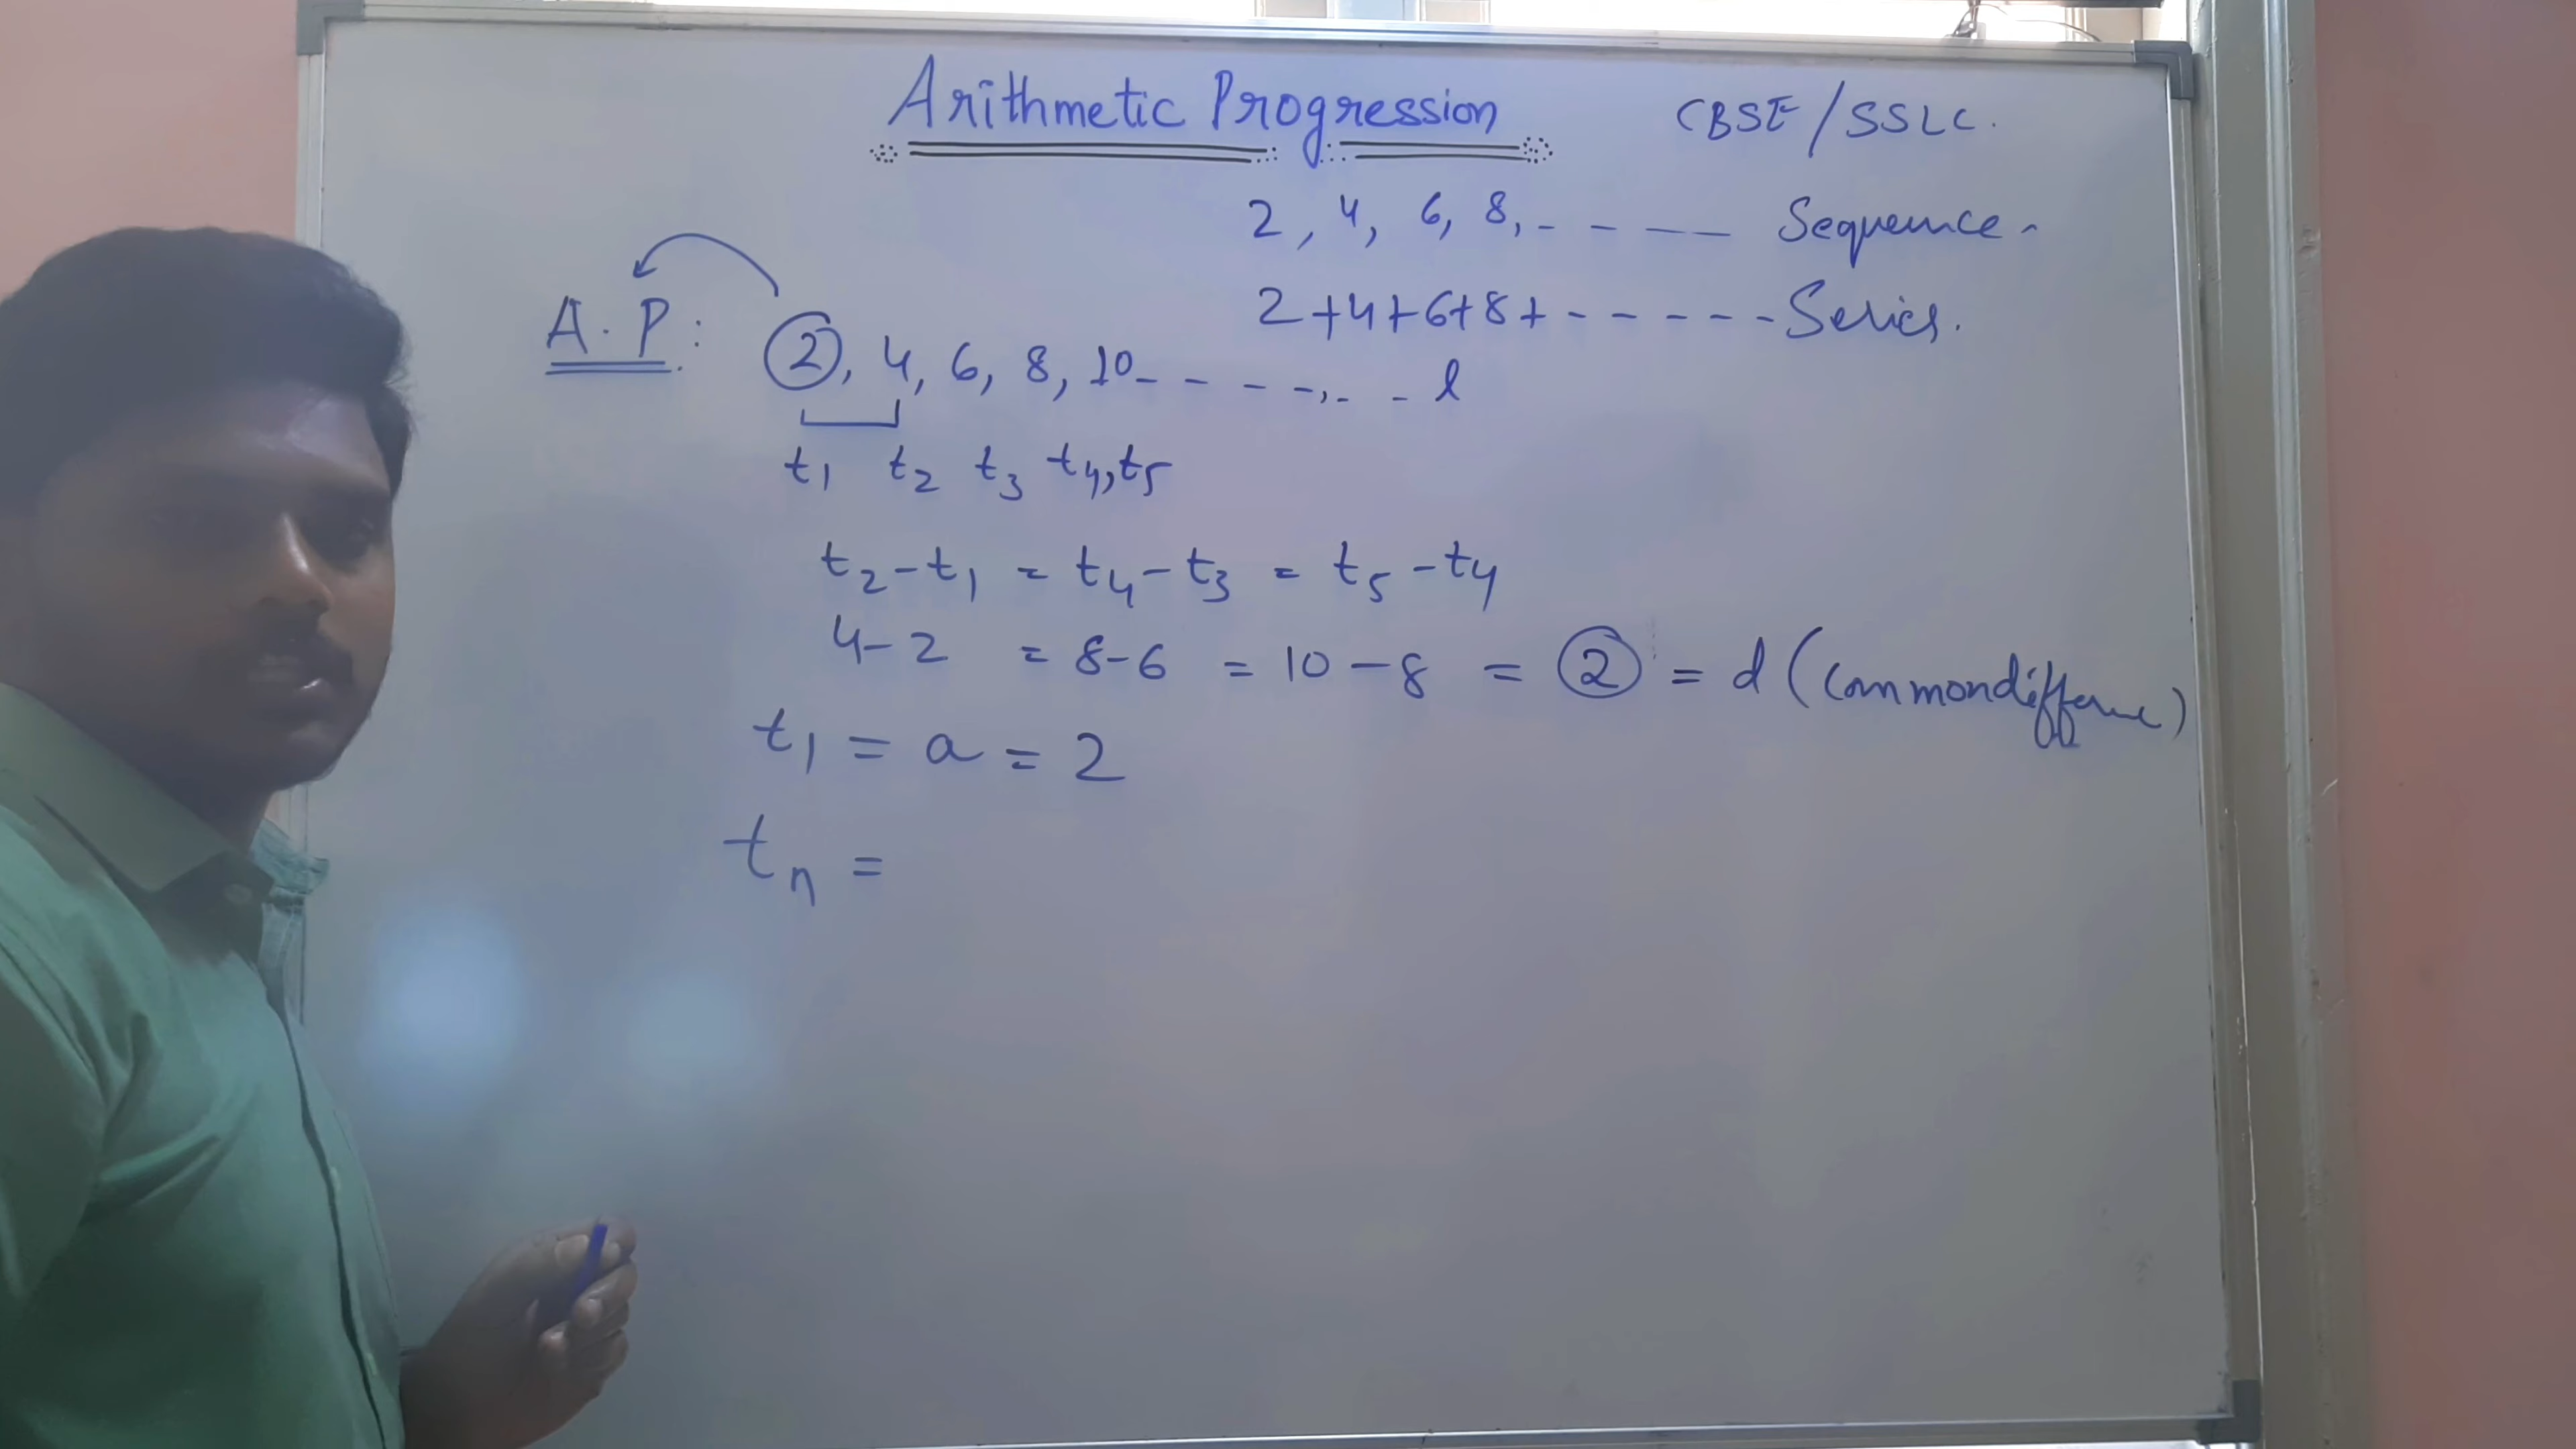 Arithmetic Progression
CBSE/SSLC.
2, 4, 6, 8, - - - - Sequence
2+4+6+8+ - - - - - Series.
A.P: 2, 4, 6, 8, 10 - - - - , - - l
t1 t2 t3 t4, t5
t2-t1 = t4-t3 = t5-t4
4-2 = 8-6 = 10-8 = 2 = d (common difference)
t1 = a = 2
tn =